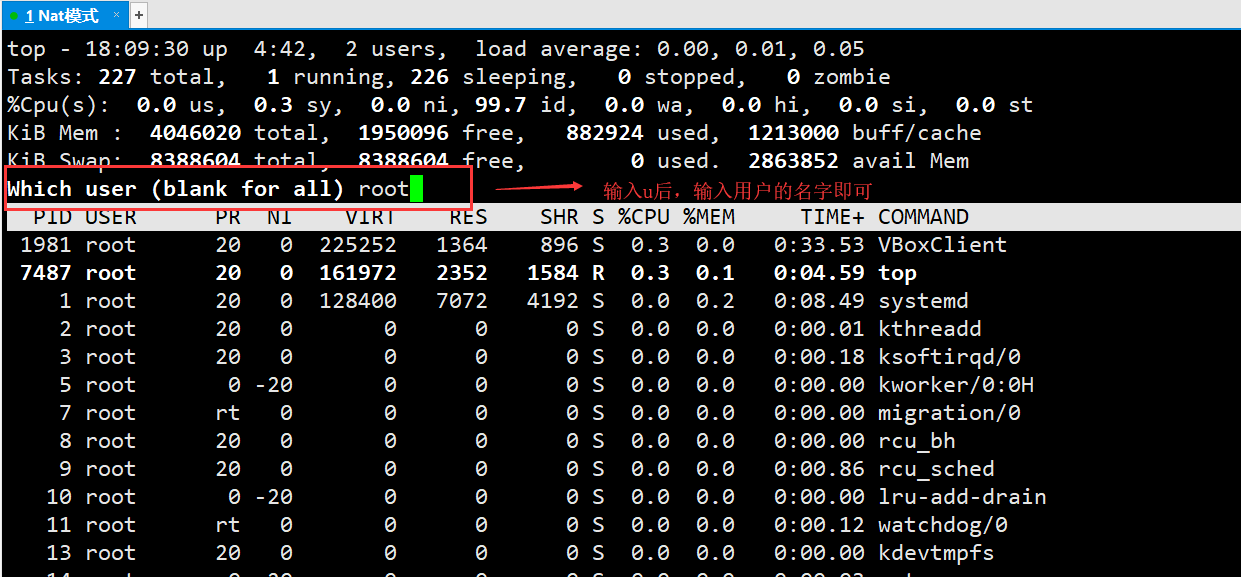 1 Nat模式 × +
top - 18:09:30 up  4:42,  2 users,  load average: 0.00, 0.01, 0.05
Tasks: 227 total,   1 running, 226 sleeping,   0 stopped,   0 zombie
%Cpu(s):  0.0 us,  0.3 sy,  0.0 ni, 99.7 id,  0.0 wa,  0.0 hi,  0.0 si,  0.0 st
KiB Mem :  4046020 total,  1950096 free,   882924 used,  1213000 buff/cache
KiB Swap:  8388604 total,  8388604 free,        0 used.  2863852 avail Mem
Which user (blank for all) root
输入u后，输入用户的名字即可
PID USER      PR  NI    VIRT    RES    SHR S %CPU %MEM     TIME+ COMMAND
1981 root      20   0  225252   1364    896 S  0.3  0.0   0:33.53 VBoxClient
7487 root      20   0  161972   2352   1584 R  0.3  0.1   0:04.59 top
1 root      20   0  128400   7072   4192 S  0.0  0.2   0:08.49 systemd
2 root      20   0       0      0      0 S  0.0  0.0   0:00.01 kthreadd
3 root      20   0       0      0      0 S  0.0  0.0   0:00.18 ksoftirqd/0
5 root       0 -20       0      0      0 S  0.0  0.0   0:00.00 kworker/0:0H
7 root      rt   0       0      0      0 S  0.0  0.0   0:00.00 migration/0
8 root      20   0       0      0      0 S  0.0  0.0   0:00.00 rcu_bh
9 root      20   0       0      0      0 S  0.0  0.0   0:00.86 rcu_sched
10 root       0 -20       0      0      0 S  0.0  0.0   0:00.00 lru-add-drain
11 root      rt   0       0      0      0 S  0.0  0.0   0:00.12 watchdog/0
13 root      20   0       0      0      0 S  0.0  0.0   0:00.00 kdevtmpfs